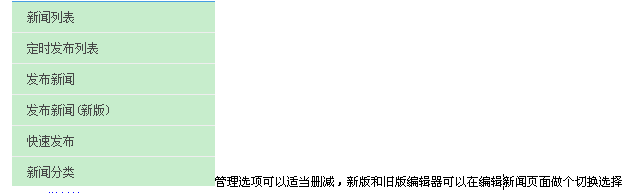 新闻列表
定时发布列表
发布新闻
发布新闻(新版)
快速发布
新闻分类
管理选项可以适当删减，新版和旧版编辑器可以在编辑新闻页面做个切换选择